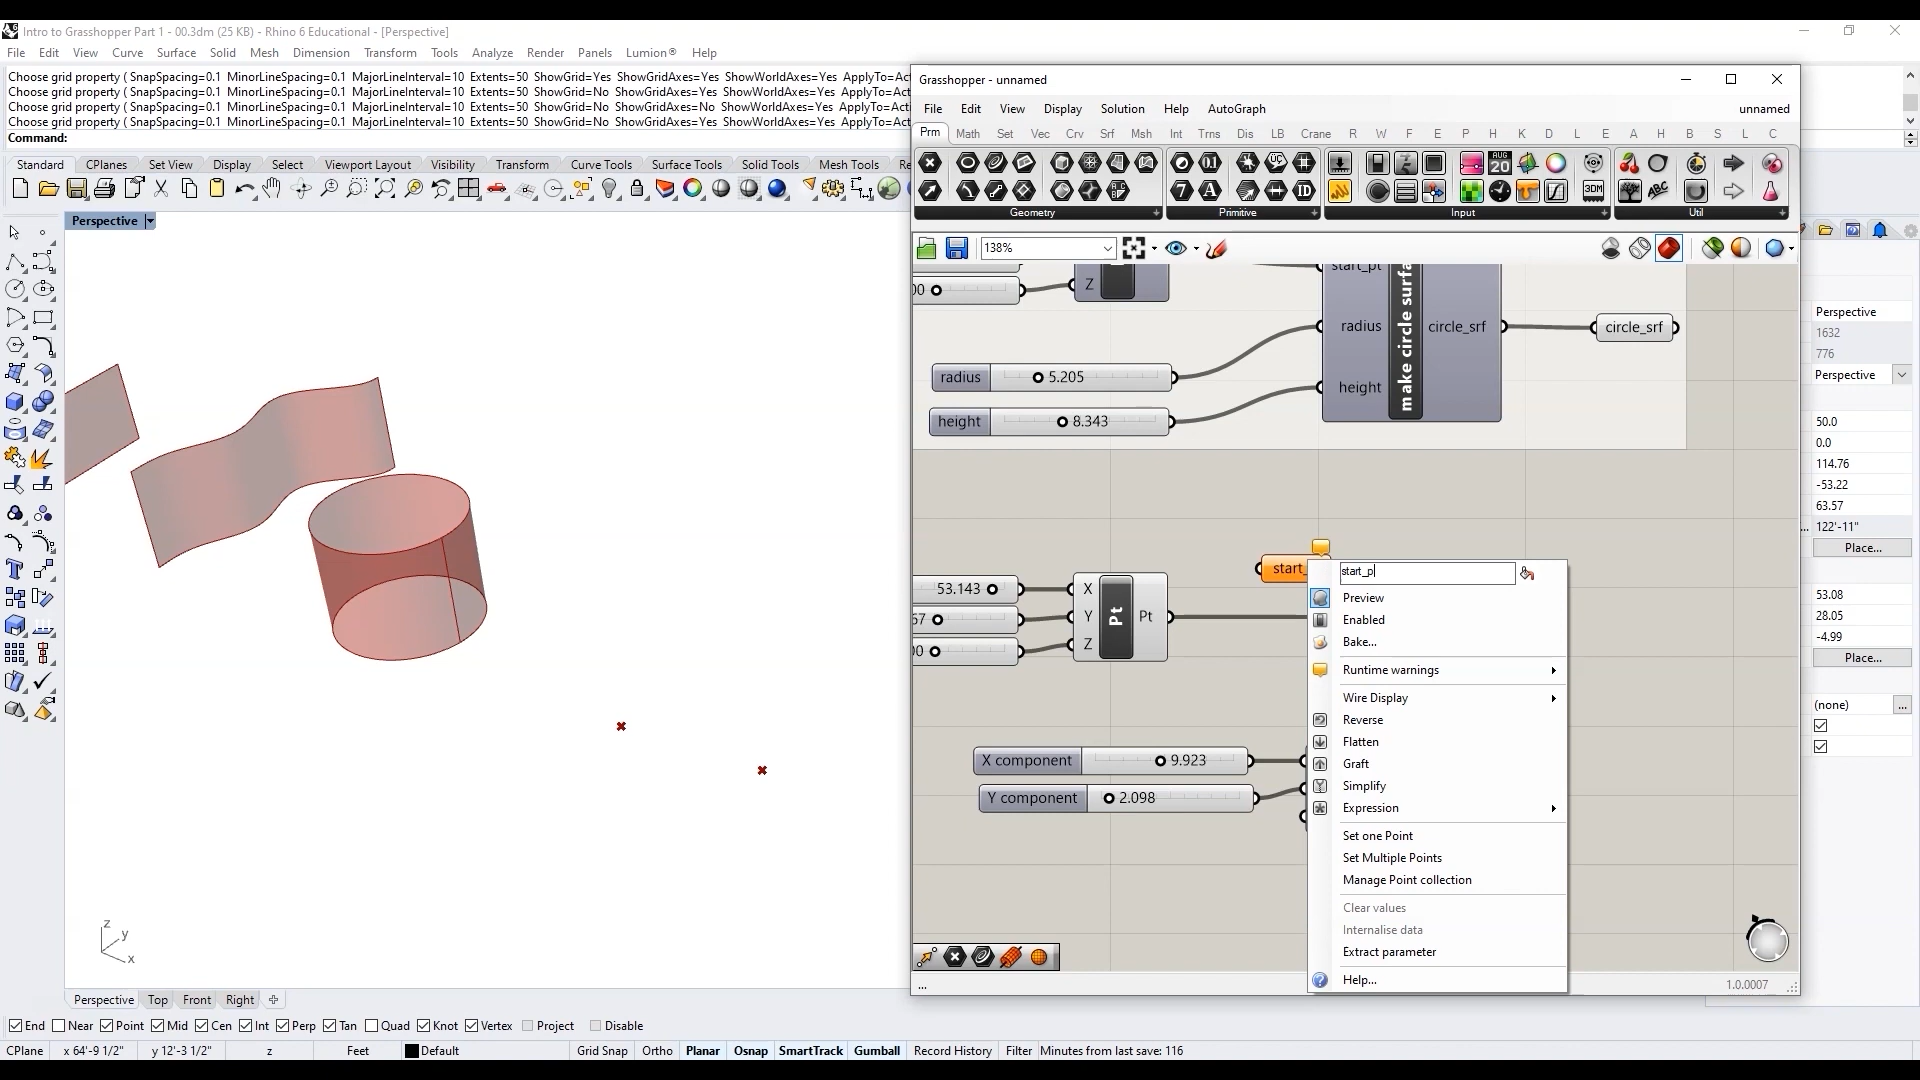 Intro to Grasshopper Part 1 - 00.3dm (25 KB) - Rhino 6 Educational - [Perspective]
File Edit View Curve Surface Solid Mesh Dimension Transform Tools Analyze Render Panels Lumion® Help
Choose grid property ( SnapSpacing=0.1 MinorLineSpacing=0.1 MajorLineInterval=10 Extents=50 ShowGrid=Yes ShowGridAxes=Yes ShowWorldAxes=Yes ApplyTo=Act
Choose grid property ( SnapSpacing=0.1 MinorLineSpacing=0.1 MajorLineInterval=10 Extents=50 ShowGrid=Yes ShowGridAxes=Yes ShowWorldAxes=Yes ApplyTo=Act
Choose grid property ( SnapSpacing=0.1 MinorLineSpacing=0.1 MajorLineInterval=10 Extents=50 ShowGrid=No ShowGridAxes=No ShowWorldAxes=Yes ApplyTo=Act
Choose grid property ( SnapSpacing=0.1 MinorLineSpacing=0.1 MajorLineInterval=10 Extents=50 ShowGrid=No ShowGridAxes=Yes ShowWorldAxes=Yes ApplyTo=Act
Command:
Standard CPlanes Set View Display Select Viewport Layout Visibility Transform Curve Tools Surface Tools Solid Tools Mesh Tools Re
Perspective
z
y
x
Perspective Top Front Right
End Near Point Mid Cen Int Perp Tan Quad Knot Vertex Project Disable
CPlane x 64'-9 1/2" y 12'-3 1/2" z Feet Default Grid Snap Ortho Planar Osnap SmartTrack Gumball Record History Filter Minutes from last save: 116
Grasshopper - unnamed
File Edit View Display Solution Help AutoGraph unnamed
Prm Math Set Vec Crv Srf Msh Int Trns Dis LB Crane R W F E P H K D L E A H B S L C
Geometry Primitive Input Util
138%
start_pt
00 Z
radius circle_srf circle_srf
make circle surfa
radius 5.205
height
height 8.343
start_
start_p
53.143 X
67 Y Pt Pt
00 Z
X component 9.923
Y component 2.098
Preview
Enabled
Bake...
Runtime warnings
Wire Display
Reverse
Flatten
Graft
Simplify
Expression
Set one Point
Set Multiple Points
Manage Point collection
Clear values
Internalise data
Extract parameter
Help...
... 1.0.0007
Perspective
1632
776
Perspective
50.0
0.0
114.76
-53.22
63.57
122'-11"
Place...
53.08
28.05
-4.99
Place...
(none) ...